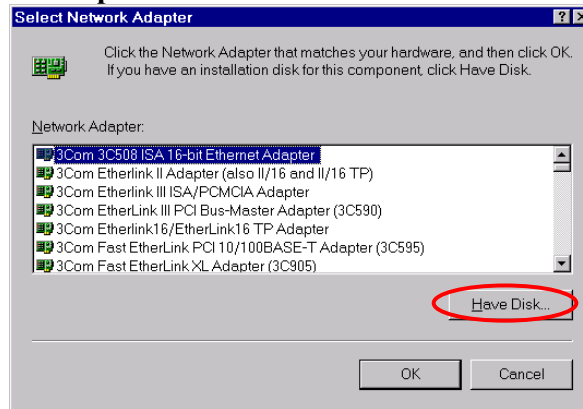 Select Network Adapter
Click the Network Adapter that matches your hardware, and then click OK.
If you have an installation disk for this component, click Have Disk.
Network Adapter:
3Com 3C508 ISA 16-bit Ethernet Adapter
3Com Etherlink II Adapter (also II/16 and II/16 TP)
3Com Etherlink III ISA/PCMCIA Adapter
3Com EtherLink III PCI Bus-Master Adapter (3C590)
3Com Etherlink16/EtherLink16 TP Adapter
3Com Fast EtherLink PCI 10/100BASE-T Adapter (3C595)
3Com Fast EtherLink XL Adapter (3C905)
Have Disk...
OK Cancel